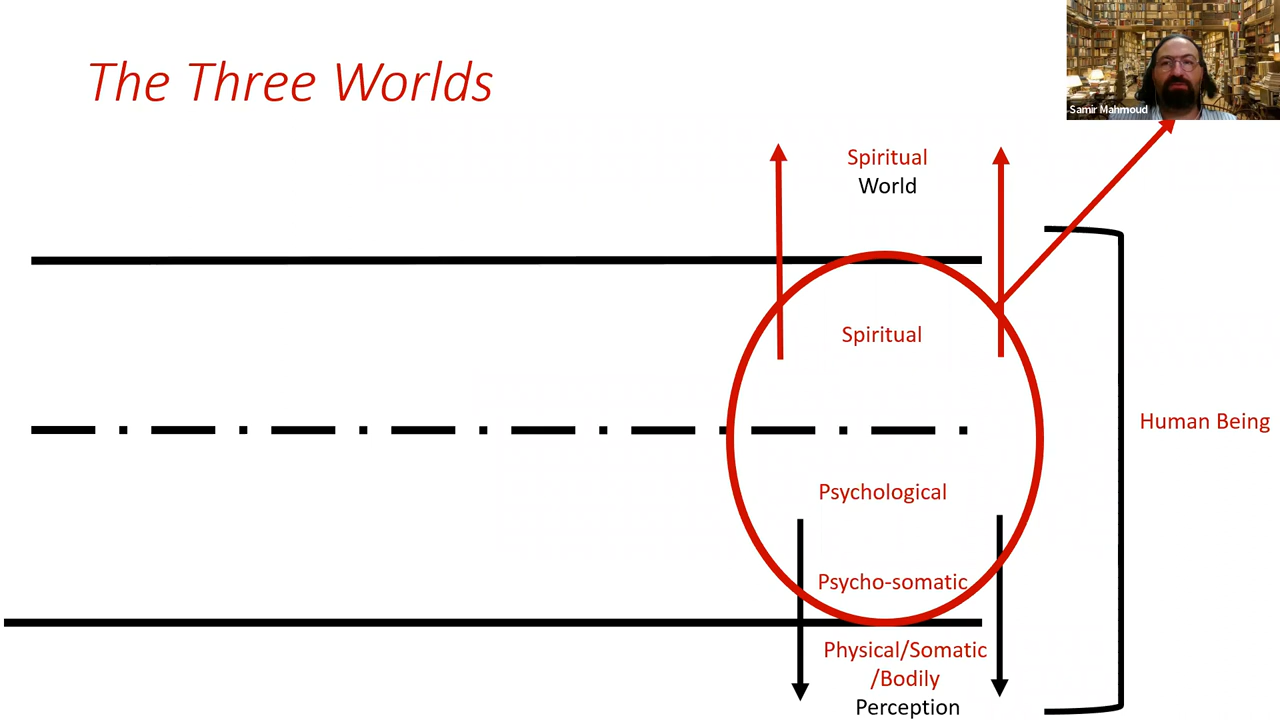 The Three Worlds
Samir Mahmoud
Spiritual
World
Spiritual
Human Being
Psychological
Psycho-somatic
Physical/Somatic
/Bodily
Perception